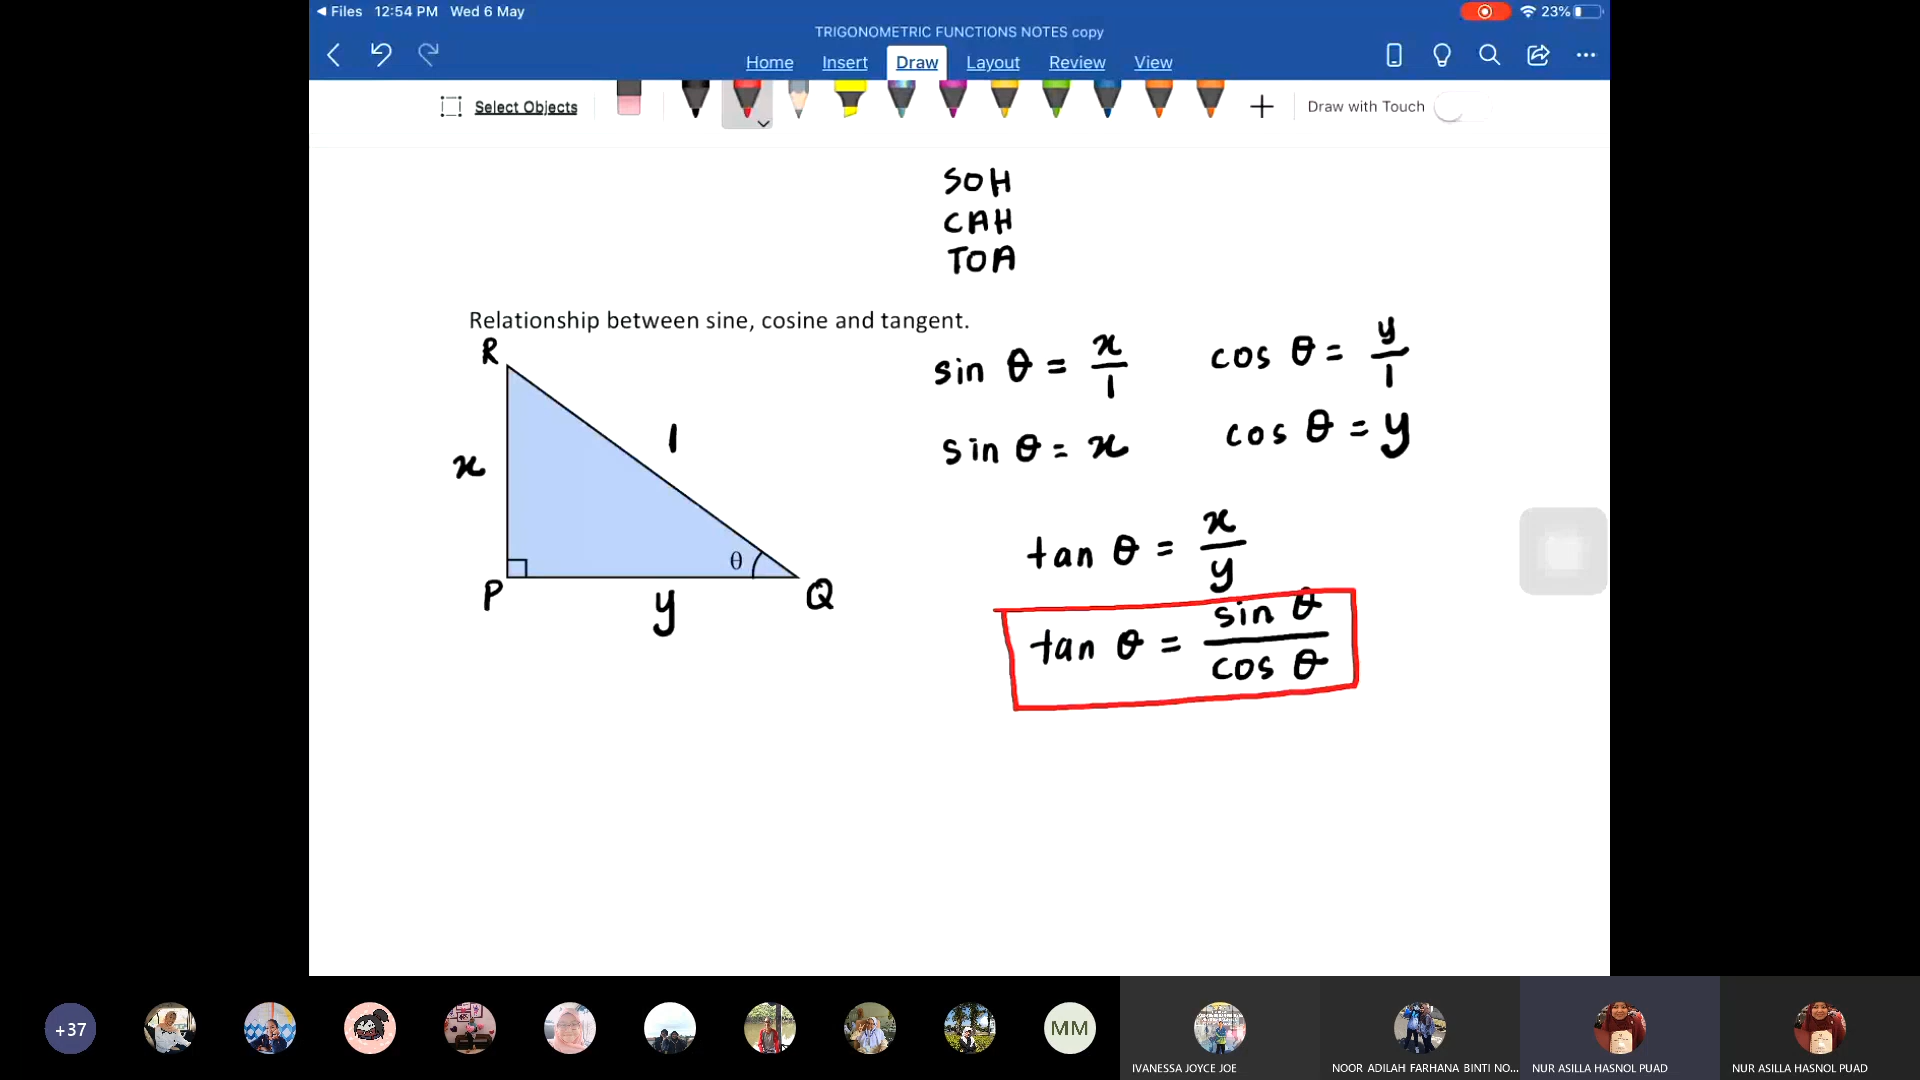 Files 12:54 PM Wed 6 May 23%
TRIGONOMETRIC FUNCTIONS NOTES copy
Home Insert Draw Layout Review View
Select Objects Draw with Touch
SOH
CAH
TOA
Relationship between sine, cosine and tangent.
R
x
1
θ
P
y
Q
sin θ = x/1
cos θ = y/1
sin θ = x
cos θ = y
tan θ = x/y
tan θ = sin θ/cos θ
+37
MM
IVANESSA JOYCE JOE
NOOR ADILAH FARHANA BINTI NO...
NUR ASILLA HASNOL PUAD
NUR ASILLA HASNOL PUAD